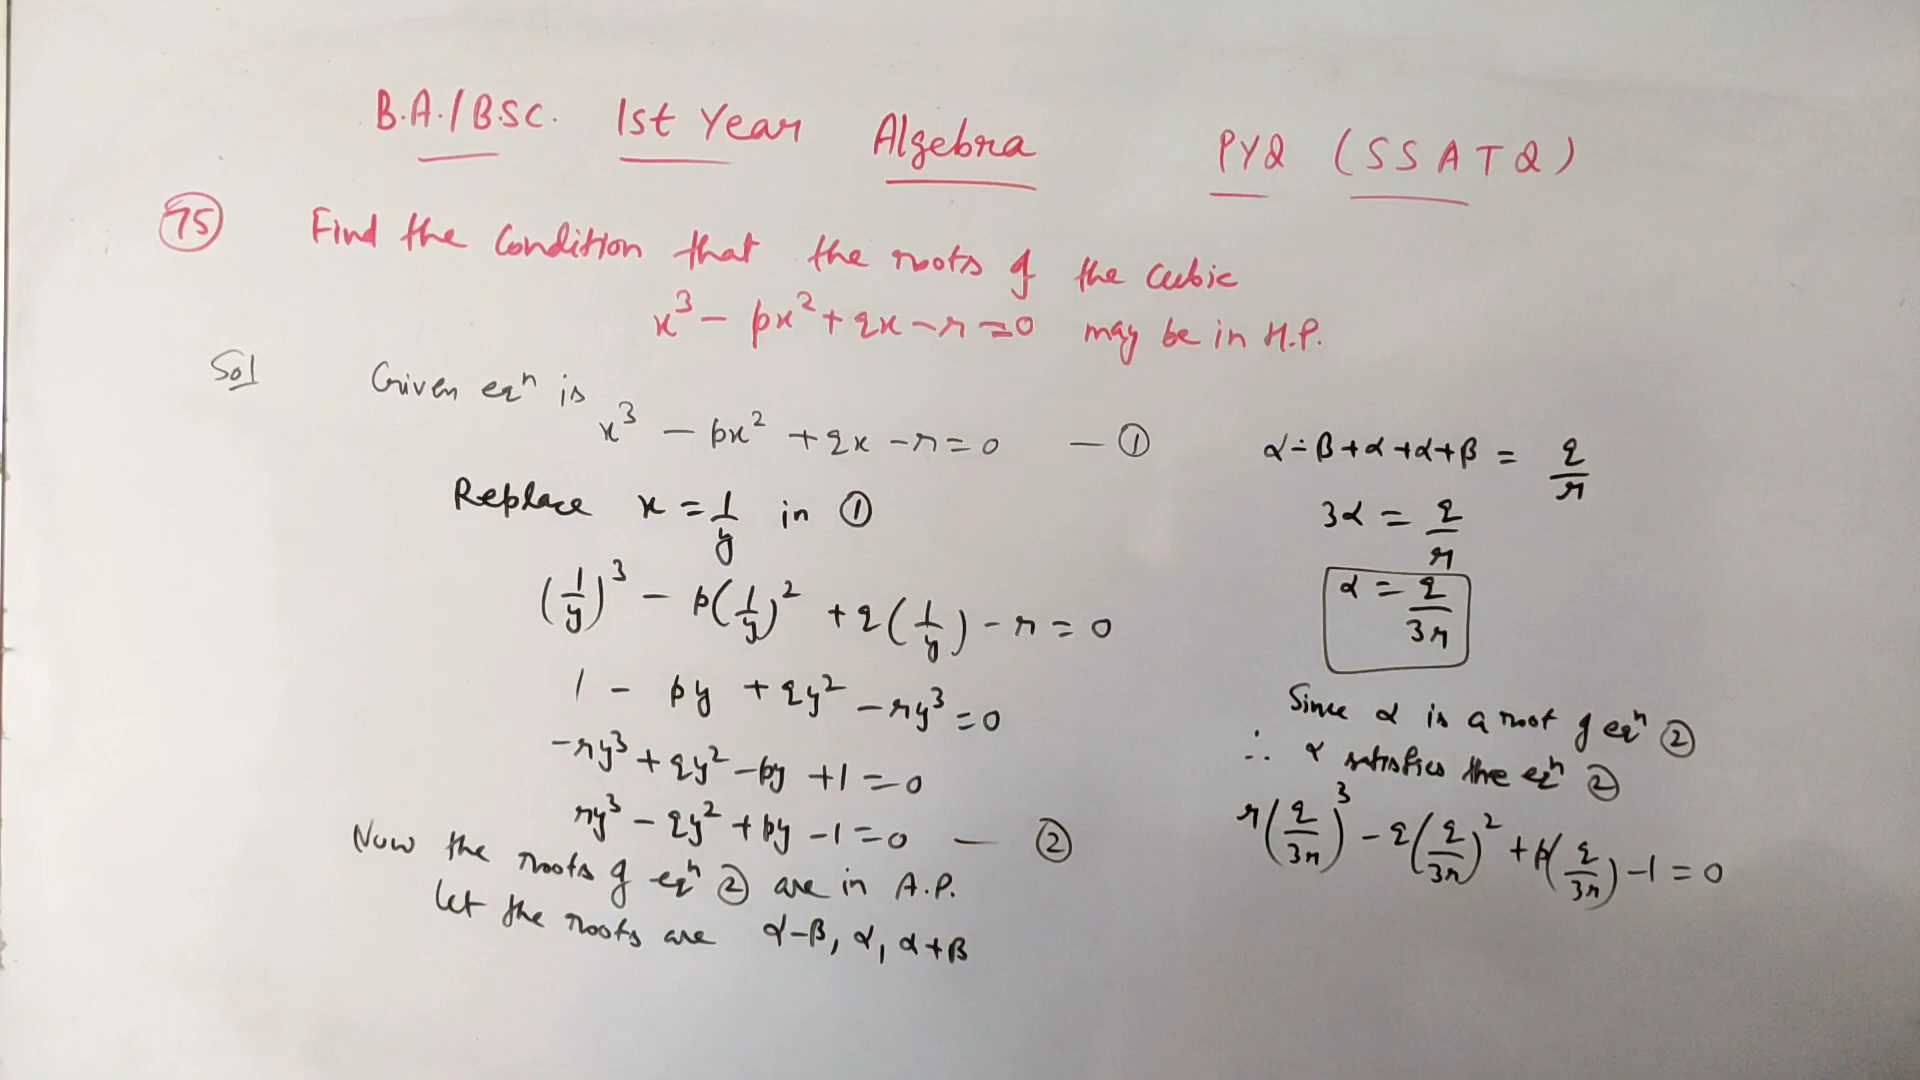 B.A./B.SC. 1st Year Algebra PYQ (SSATQ)
75 Find the Condition that the roots of the cubic
x³ - px² + qx - r = 0 may be in H.P.
Sol Given eqⁿ is
x³ - px² + qx - r = 0 — ①
Replace x = 1/y in ①
(1/y)³ - p(1/y)² + q(1/y) - r = 0
1 - py + qy² - ry³ = 0
-ry³ + qy² - py + 1 = 0
ry³ - qy² + py - 1 = 0 — ②
Now the roots of eqⁿ ② are in A.P.
let the roots are α-β, α, α+β
α-β+α+α+β = q/r
3α = q/r
α = q/3r
Since α is a root of eqⁿ ②
∴ α satisfies the eqⁿ ②
r(q/3r)³ - q(q/3r)² + p(q/3r) - 1 = 0